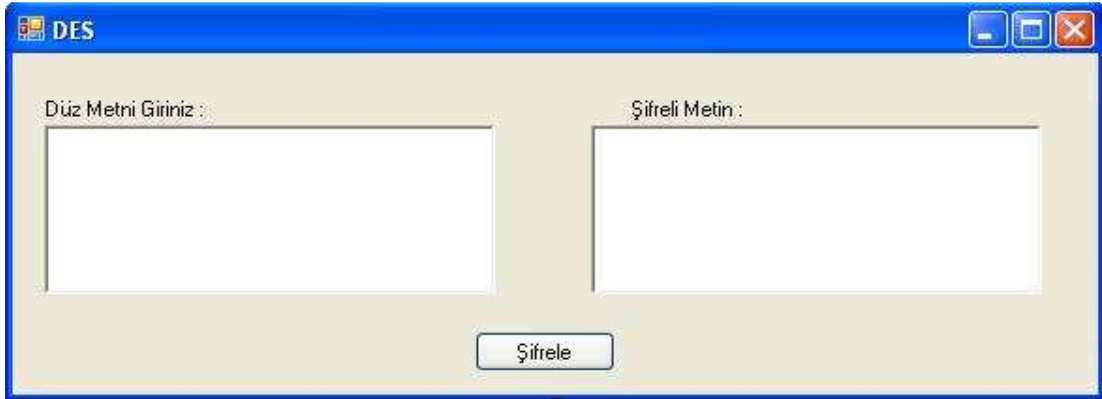 DES
Düz Metni Giriniz :
Şifreli Metin :
Şifrele